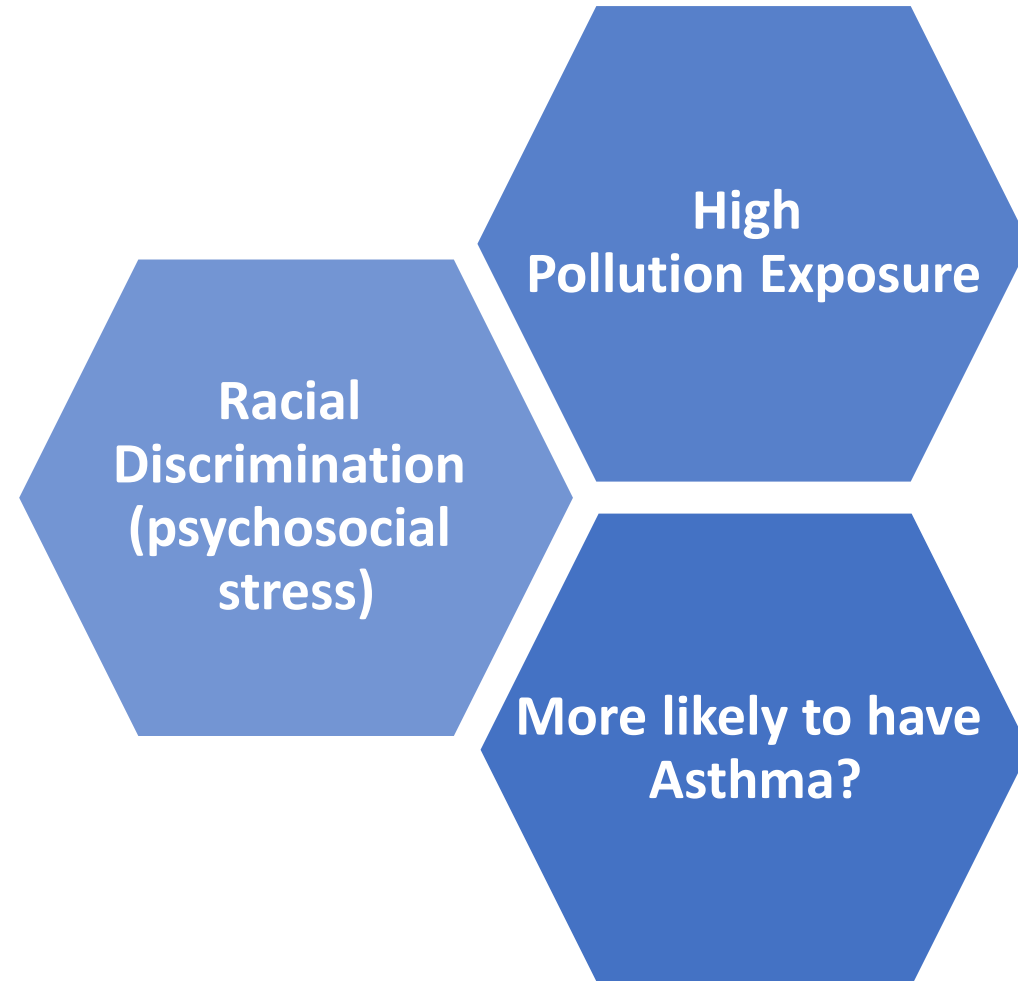 High
Pollution Exposure
Racial
Discrimination
(psychosocial
stress)
More likely to have
Asthma?